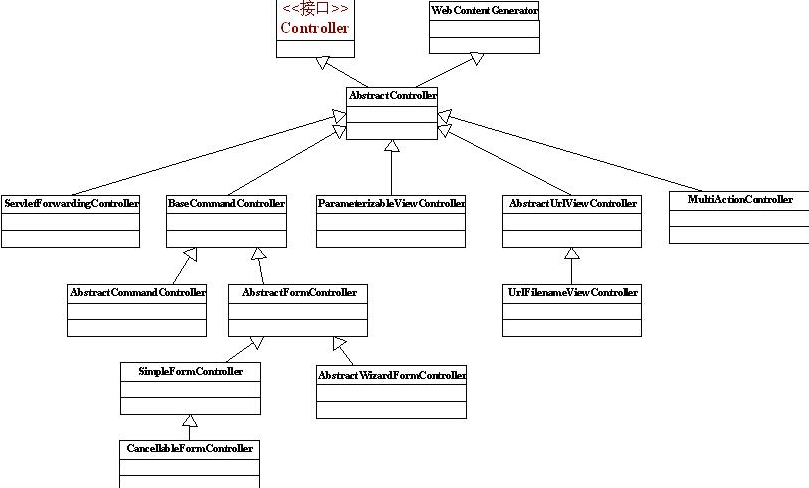 <<接口>>
Controller
WebContentGenerator
AbstractController
ServletForwardingController
BaseCommandController
ParameterizableViewController
AbstractUrlViewController
MultiActionController
AbstractCommandController
AbstractFormController
UrlFilenameViewController
SimpleFormController
AbstractWizardFormController
CancellableFormController